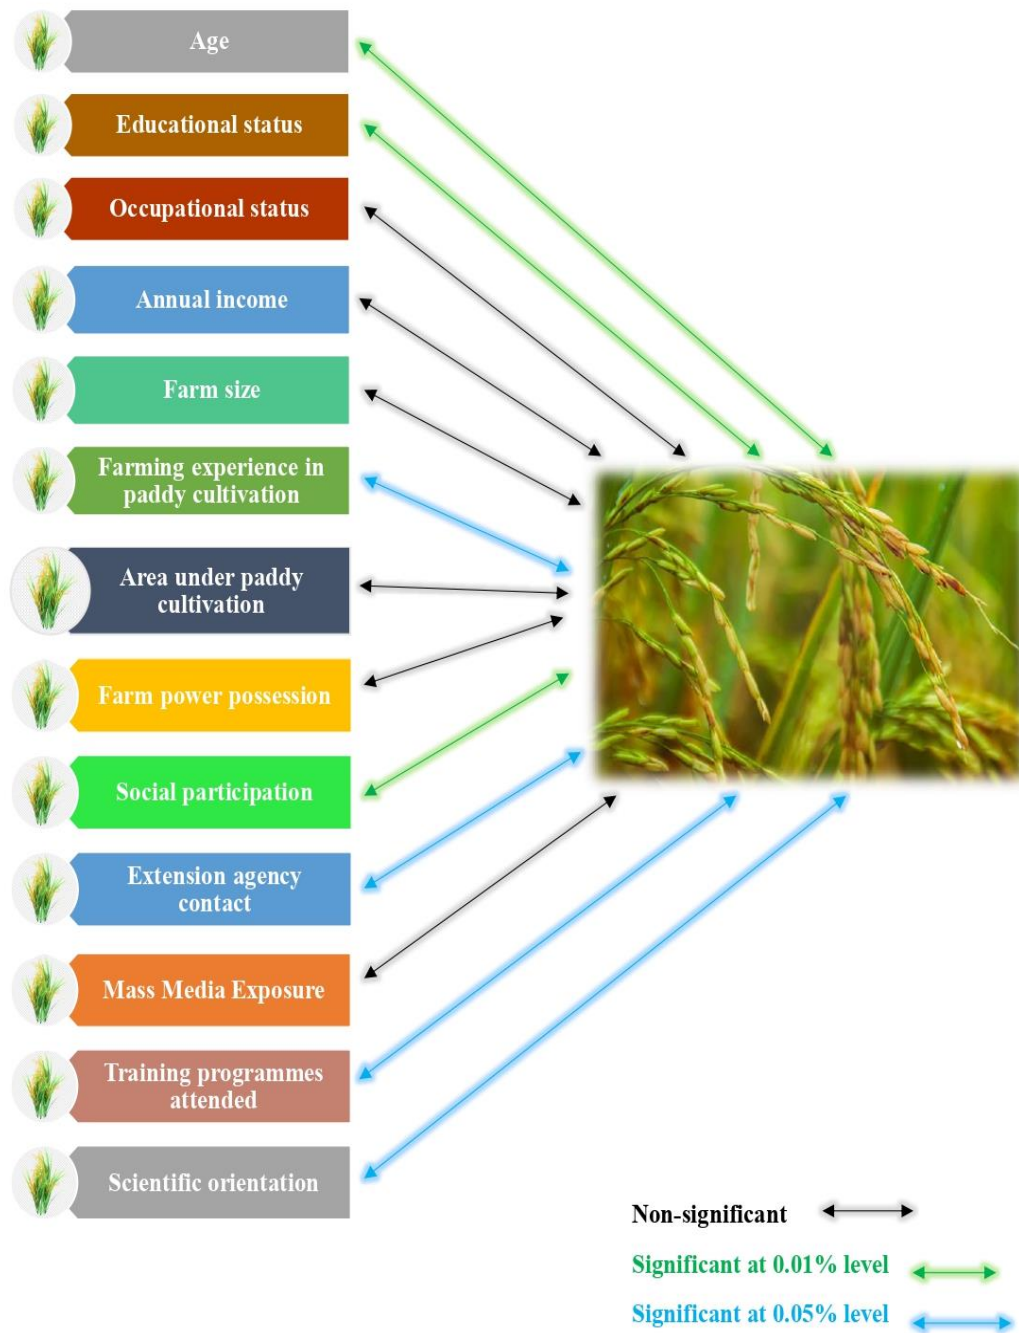 Age
Educational status
Occupational status
Annual income
Farm size
Farming experience in
paddy cultivation
Area under paddy
cultivation
Farm power possession
Social participation
Extension agency
contact
Mass Media Exposure
Training programmes
attended
Scientific orientation
Non-significant
Significant at 0.01% level
Significant at 0.05% level